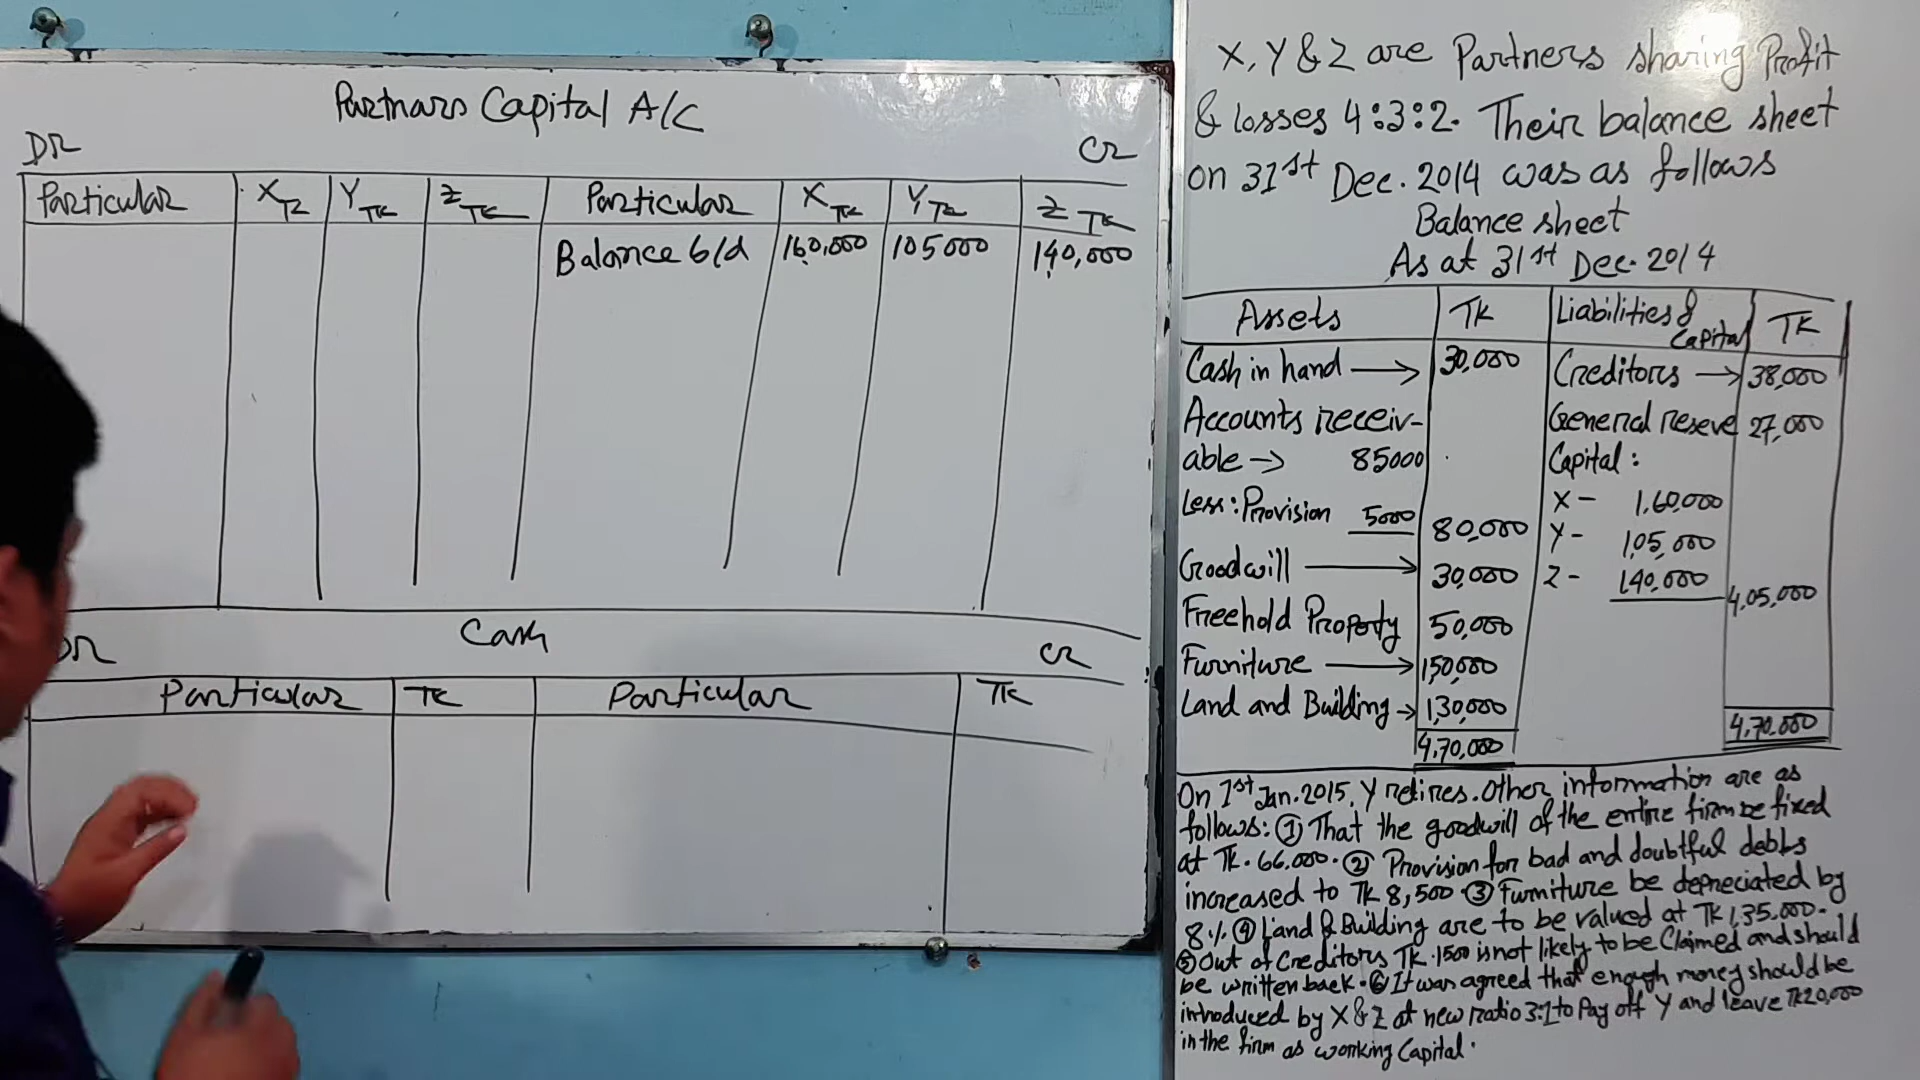 Partnars Capital A/C
DR
CR
Particular X TK Y TK Z TK Particular X TK Y TK Z TK
Balance b/d 160,000 105000 140,000
Cash
DR
CR
Particular TK Particular TK
X, Y & Z are Partners sharing Profit
& losses 4:3:2. Their balance sheet
on 31st Dec. 2014 was as follows
Balance sheet
As at 31st Dec. 2014
Assets TK Liabilities & Capital TK
Cash in hand → 30,000 Creditors → 38,000
Accounts receiv- General reseve 27,000
able → 85000 Capital:
Less: Provision 5000 80,000 X - 1,60,000
Y - 1,05,000
Goodwill → 30,000 Z - 140,000 4,05,000
Freehold Property 50,000
Furniture → 1,50,000
Land and Building → 1,30,000
4,70,000 4,70,000
On 1st Jan. 2015, Y retires. Other information are as
follows: ① That the goodwill of the entire firm be fixed
at TK. 66.000. ② Provision for bad and doubtful debts
increased to TK 8,500 ③ Furniture be depreciated by
8%. ④ Land & Building are to be valued at TK 1,35.000.
⑤ Out of Creditors TK. 1500 is not likely to be Claimed and should
be written back. ⑥ It was agreed that enough money should be
introduced by X & Z at new ratio 3:1 to Pay off Y and leave TK 20,000
in the firm as working Capital.